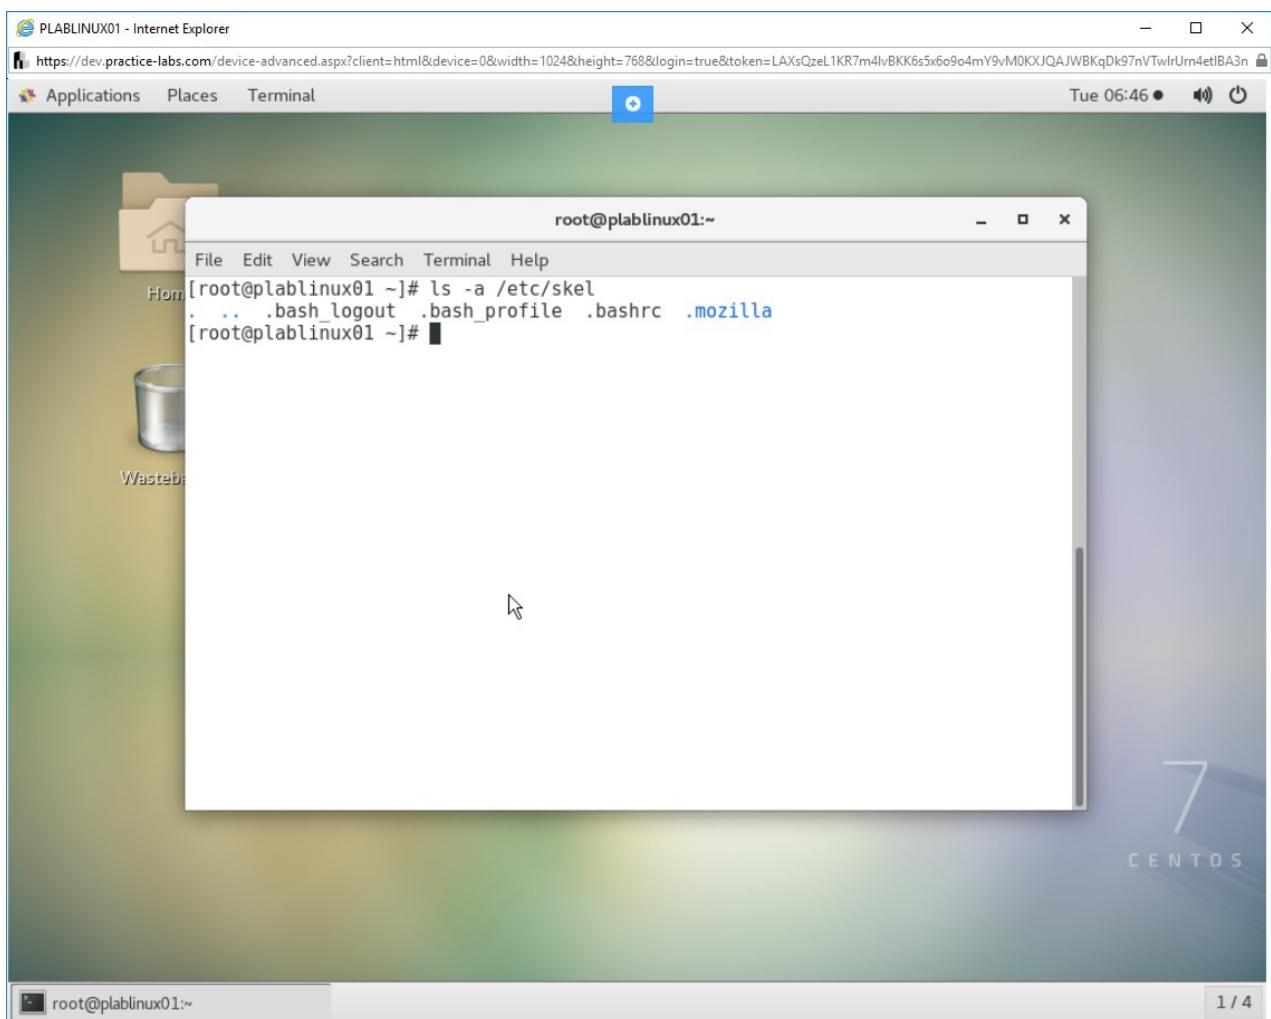 PLABLINUX01 - Internet Explorer
https://dev.practice-labs.com/device-advanced.aspx?client=html&device=0&width=1024&height=768&login=true&token=
Applications Places Terminal Tue 06:46
root@plablinux01:~
File Edit View Search Terminal Help
[root@plablinux01 ~]# ls -a /etc/skel
. .. .bash_logout .bash_profile .bashrc .mozilla
[root@plablinux01 ~]#
Hom
Wasteb
7
CENTOS
root@plablinux01:~ 1 / 4